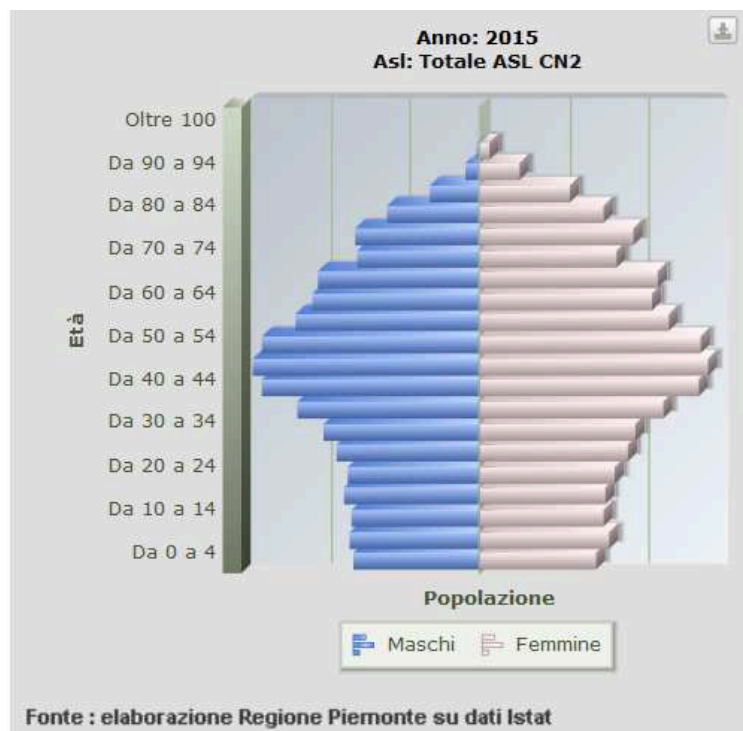 Anno: 2015
Asl: Totale ASL CN2
Oltre 100
Da 90 a 94
Da 80 a 84
Da 70 a 74
Da 60 a 64
Età
Da 50 a 54
Da 40 a 44
Da 30 a 34
Da 20 a 24
Da 10 a 14
Da 0 a 4
Popolazione
Maschi Femmine
Fonte : elaborazione Regione Piemonte su dati Istat